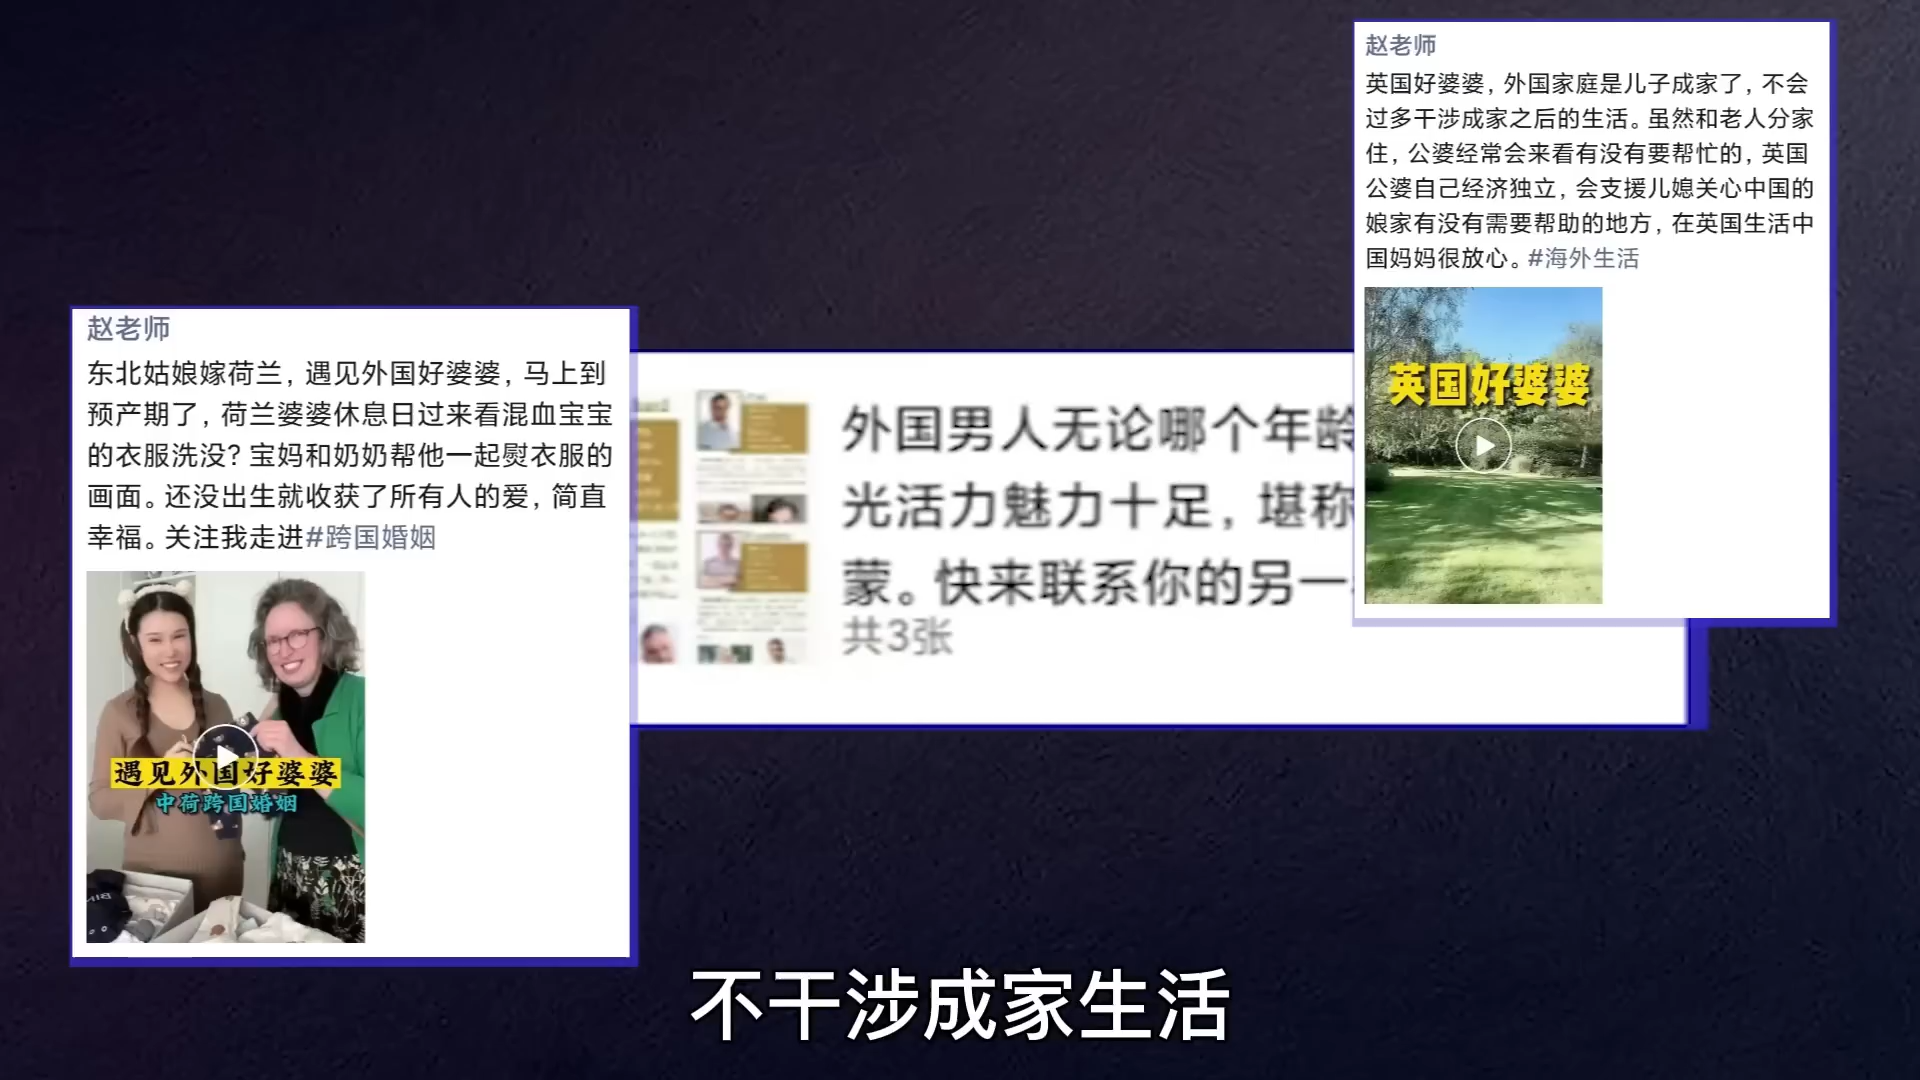 赵老师
英国好婆婆，外国家庭是儿子成家了，不会
过多干涉成家之后的生活。虽然和老人分家
住，公婆经常会来看有没有要帮忙的，英国
公婆自己经济独立，会支援儿媳关心中国的
娘家有没有需要帮助的地方，在英国生活中
国妈妈很放心。#海外生活
英国好婆婆
赵老师
东北姑娘嫁荷兰，遇见外国好婆婆，马上到
预产期了，荷兰婆婆休息日过来看混血宝宝
的衣服洗没？宝妈和奶奶帮他一起熨衣服的
画面。还没出生就收获了所有人的爱，简直
幸福。关注我走进#跨国婚姻
遇见外国好婆婆
中荷跨国婚姻
外国男人无论哪个年龄
光活力魅力十足，堪称
蒙。快来联系你的另一
共3张
不干涉成家生活